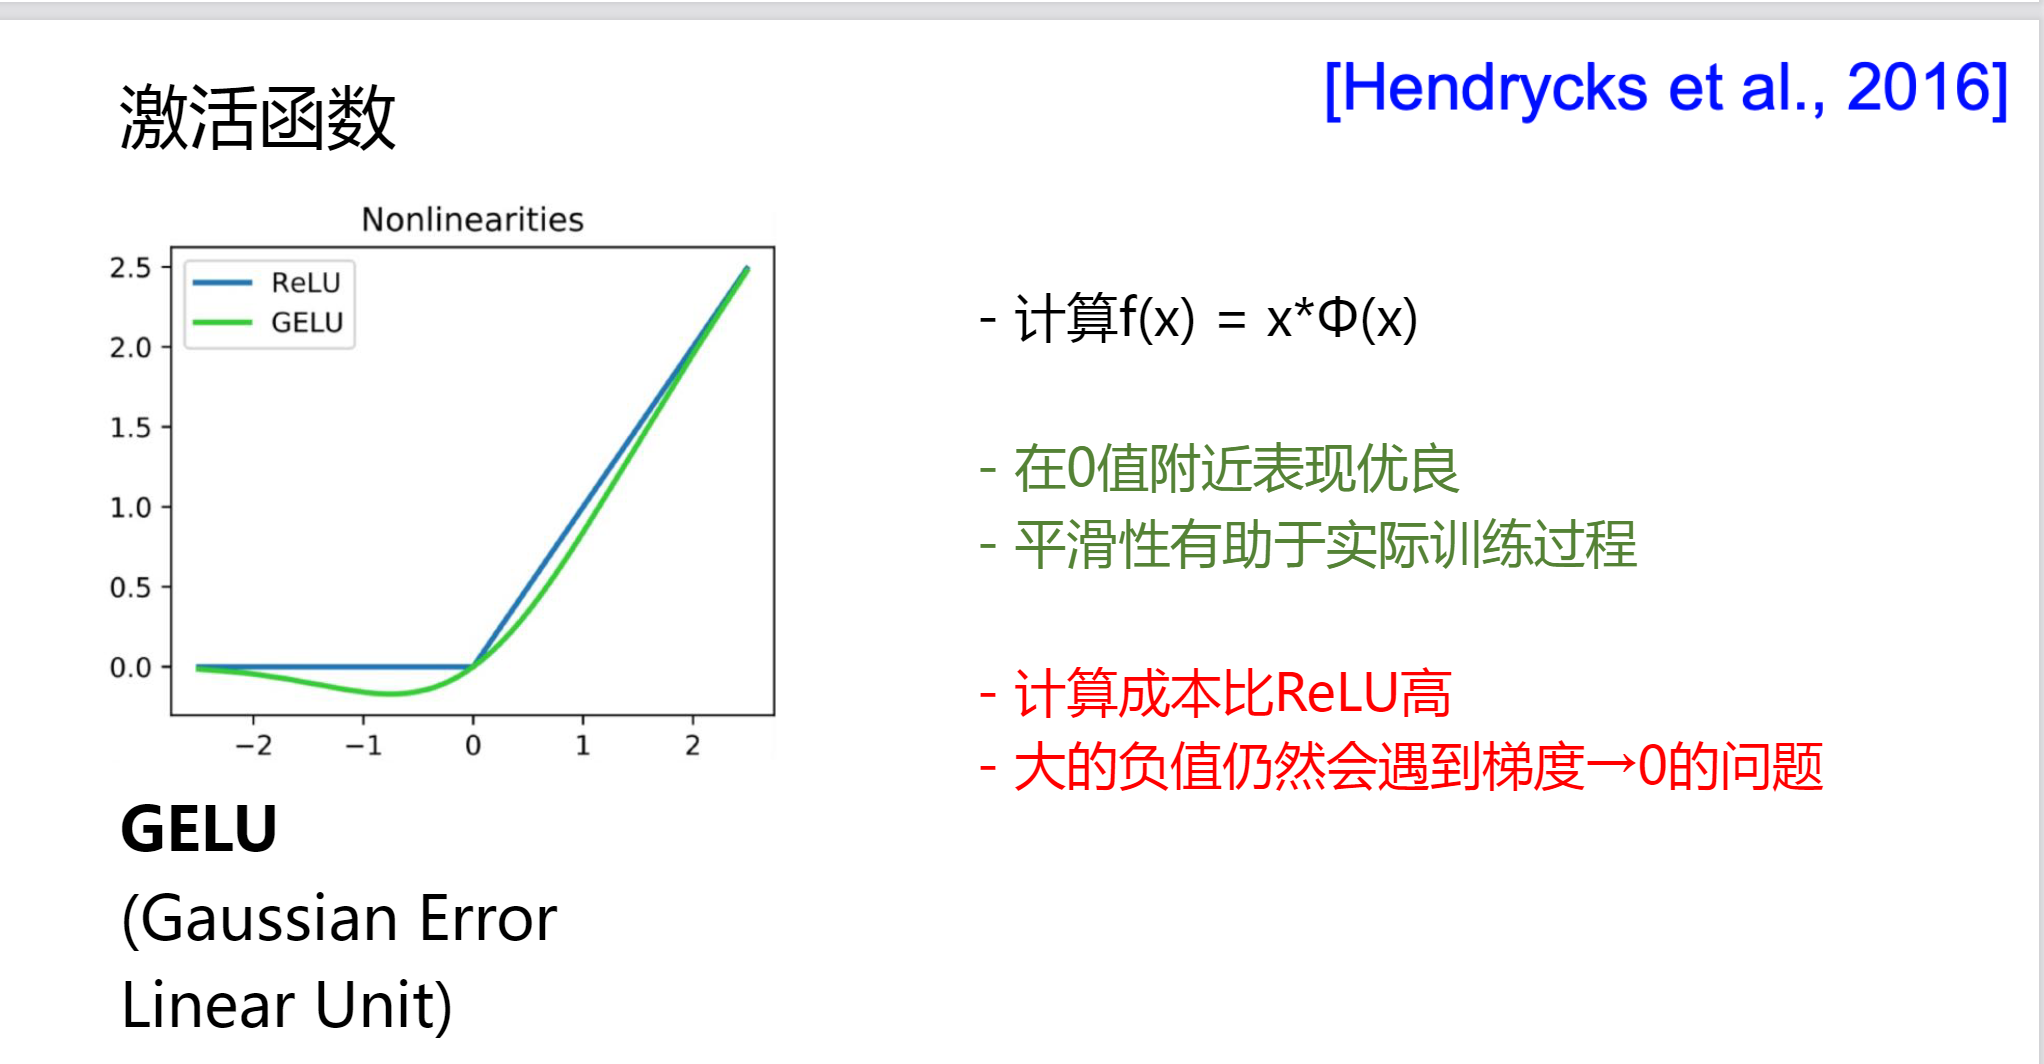 激活函数
[Hendrycks et al., 2016]
Nonlinearities
ReLU
GELU
2.5
2.0
1.5
1.0
0.5
0.0
−2
−1
0
1
2
- 计算f(x) = x*Φ(x)
- 在0值附近表现优良
- 平滑性有助于实际训练过程
- 计算成本比ReLU高
- 大的负值仍然会遇到梯度→0的问题
GELU
(Gaussian Error
Linear Unit)